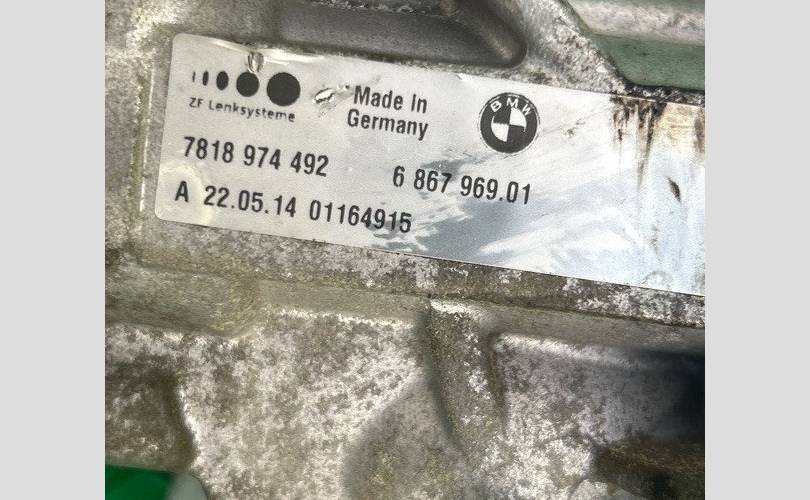 ZF Lenksysteme
Made in
Germany
BMW
7818 974 492
6 867 969.01
A 22.05.14 01164915